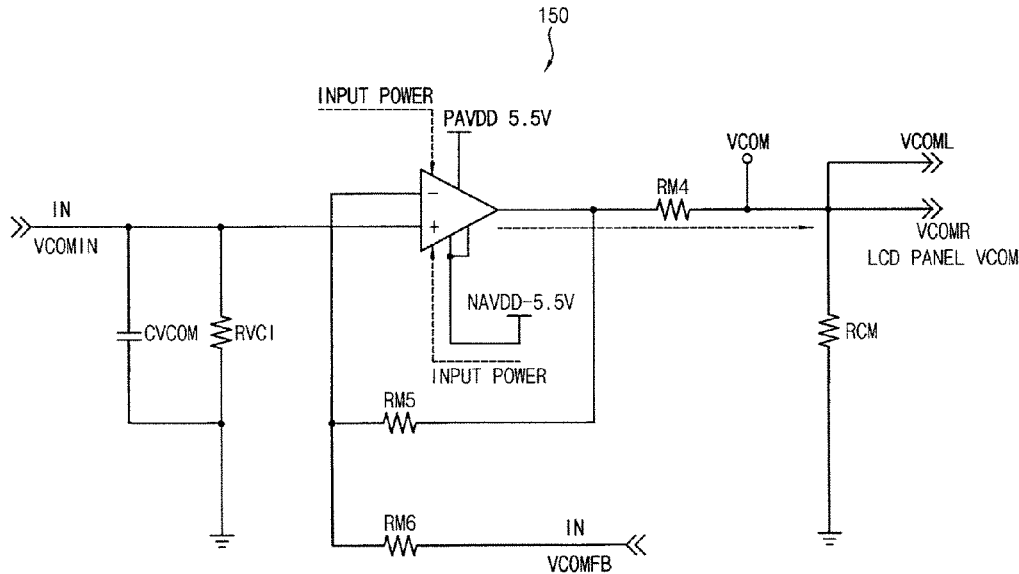 150
INPUT POWER
PAVDD 5.5V
VCOM
VCOML
RM4
IN
VCOMIN
VCOMR
LCD PANEL VCOM
-
+
NAVDD-5.5V
CVCOM
RVCI
RCM
INPUT POWER
RM5
RM6
IN
VCOMFB